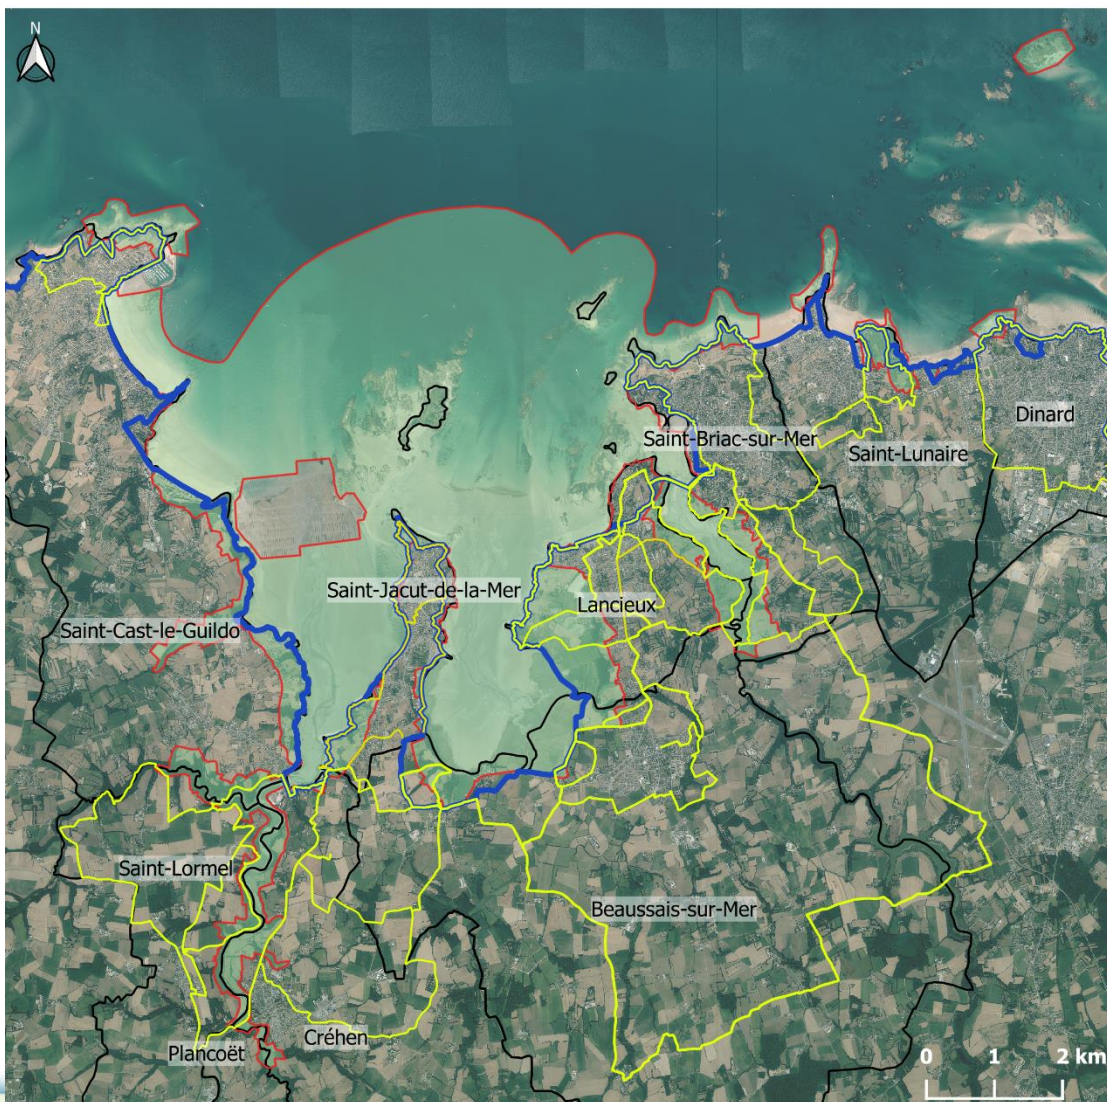 N
Dinard
Saint-Briac-sur-Mer
Saint-Lunaire
Saint-Jacut-de-la-Mer
Lancieux
Saint-Cast-le-Guildo
Saint-Lormel
Beaussais-sur-Mer
Créhen
Plancoët
0 1 2 km